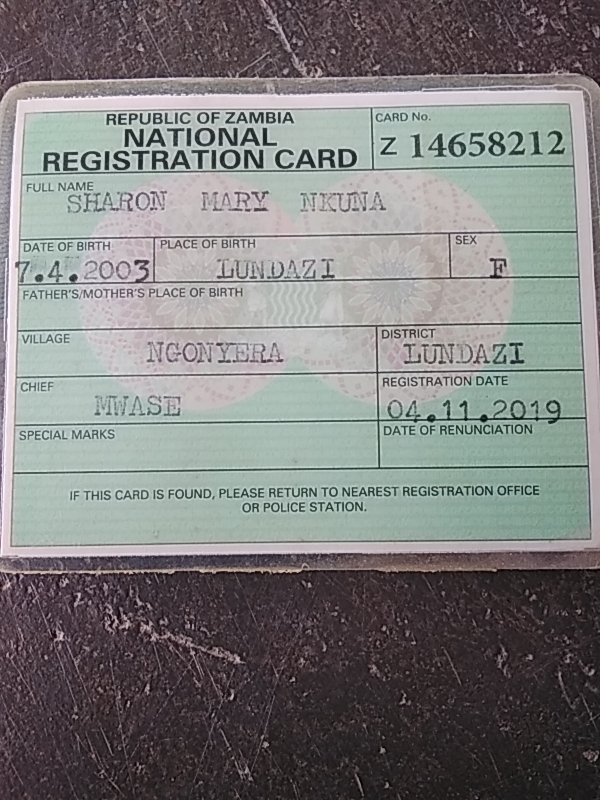 REPUBLIC OF ZAMBIA
NATIONAL
REGISTRATION CARD
CARD No.
Z 14658212
FULL NAME
SHARON MARY NKUNA
DATE OF BIRTH
7.4.2003
PLACE OF BIRTH
LUNDAZI
SEX
F
FATHER'S/MOTHER'S PLACE OF BIRTH
VILLAGE
NGONYERA
DISTRICT
LUNDAZI
CHIEF
MWASE
REGISTRATION DATE
04.11.2019
SPECIAL MARKS
DATE OF RENUNCIATION
IF THIS CARD IS FOUND, PLEASE RETURN TO NEAREST REGISTRATION OFFICE
OR POLICE STATION.